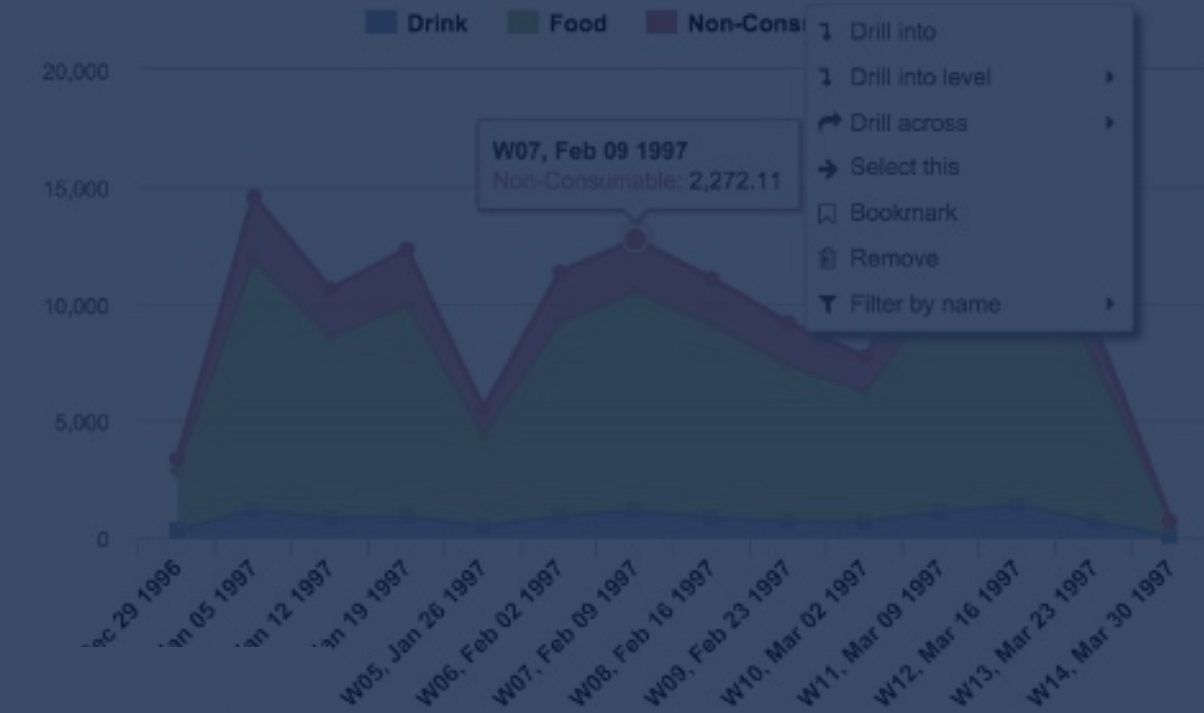 Drink Food Non-Consu
Drill into
Drill into level
Drill across
Select this
Bookmark
Remove
Filter by name
20,000
15,000
10,000
5,000
0
W07, Feb 09 1997
Non-Consumable: 2,272.11
ec 29 1996
Jan 05 1997
Jan 12 1997
Jan 19 1997
W05, Jan 26 1997
W06, Feb 02 1997
W07, Feb 09 1997
W08, Feb 16 1997
W09, Feb 23 1997
W10, Mar 02 1997
W11, Mar 09 1997
W12, Mar 16 1997
W13, Mar 23 1997
W14, Mar 30 1997